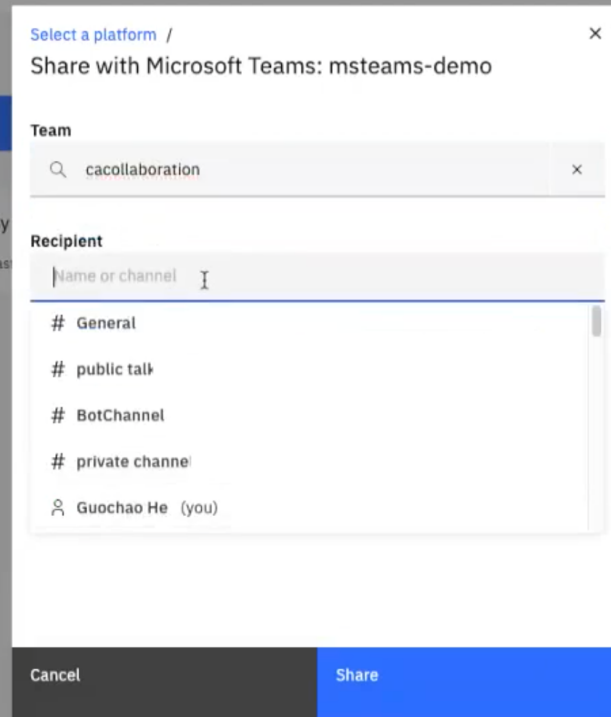 Select a platform /
Share with Microsoft Teams: msteams-demo
Team
cacollaboration
Recipient
Name or channel
# General
# public talk
# BotChannel
# private channel
Guochao He (you)
Cancel
Share